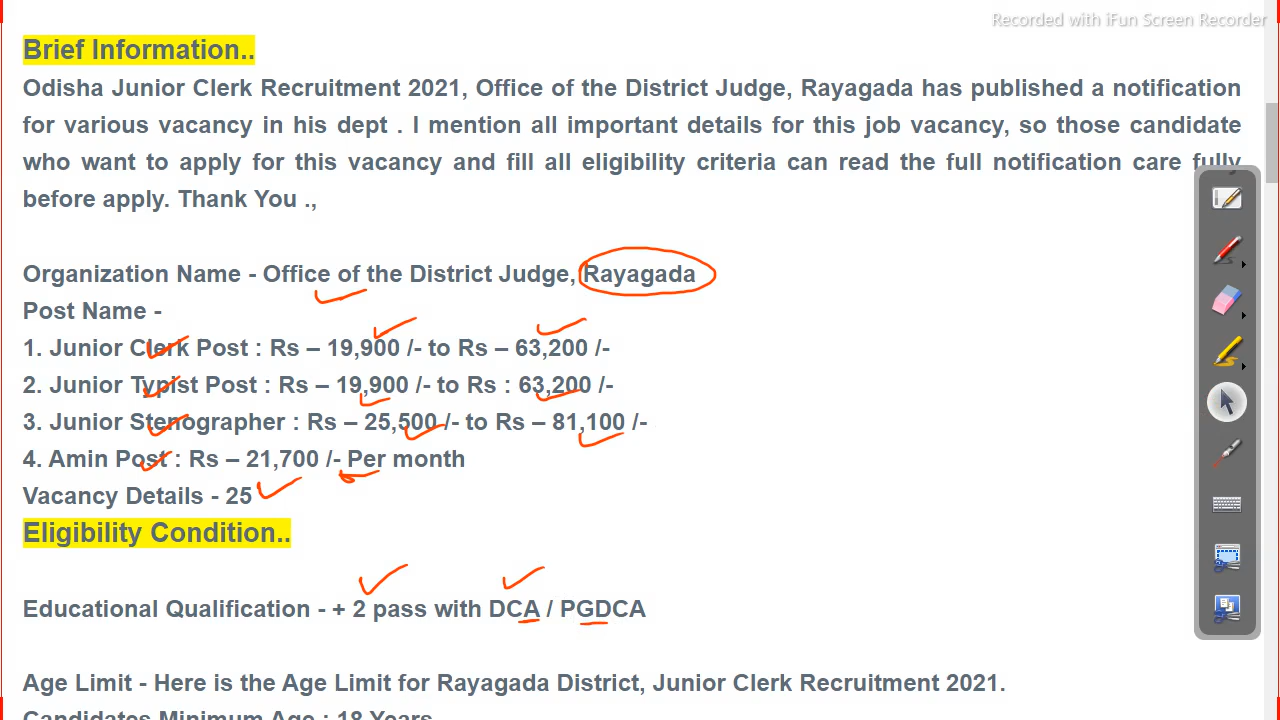 Recorded with iFun Screen Recorder
Brief Information..
Odisha Junior Clerk Recruitment 2021, Office of the District Judge, Rayagada has published a notification
for various vacancy in his dept . I mention all important details for this job vacancy, so those candidate
who want to apply for this vacancy and fill all eligibility criteria can read the full notification care fully
before apply. Thank You .,
Organization Name - Office of the District Judge, Rayagada
Post Name -
1. Junior Clerk Post : Rs – 19,900 /- to Rs – 63,200 /-
2. Junior Typist Post : Rs – 19,900 /- to Rs : 63,200 /-
3. Junior Stenographer : Rs – 25,500 /- to Rs – 81,100 /-
4. Amin Post : Rs – 21,700 /- Per month
Vacancy Details - 25
Eligibility Condition..
Educational Qualification - + 2 pass with DCA / PGDCA
Age Limit - Here is the Age Limit for Rayagada District, Junior Clerk Recruitment 2021.
Candidates Minimum Age : 18 Years